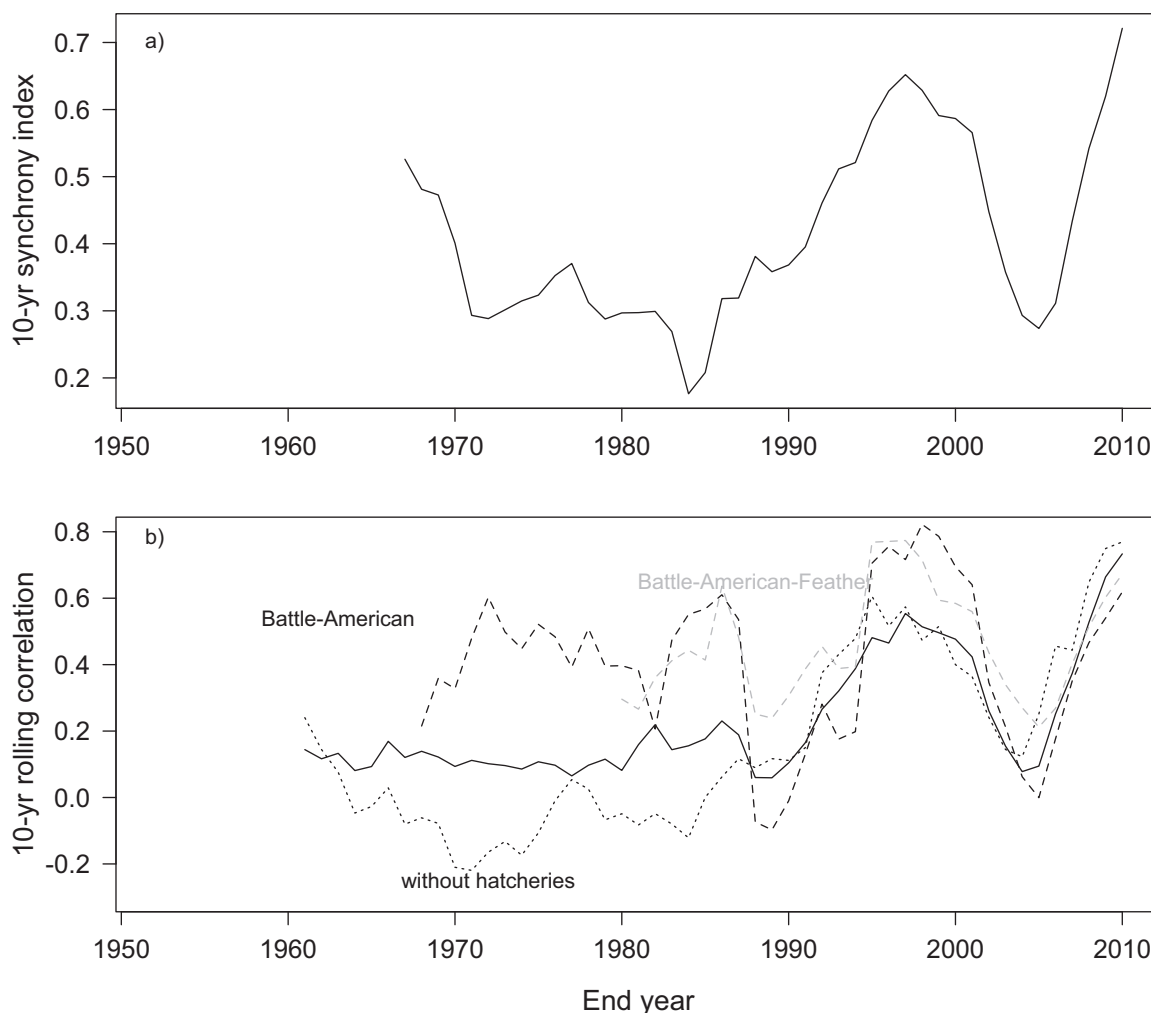 a)
10-yr synchrony index
0.7
0.6
0.5
0.4
0.3
0.2
1950 1960 1970 1980 1990 2000 2010
b)
10-yr rolling correlation
0.8
0.6
0.4
0.2
0.0
-0.2
Battle-American-Feather
Battle-American
without hatcheries
1950 1960 1970 1980 1990 2000 2010
End year